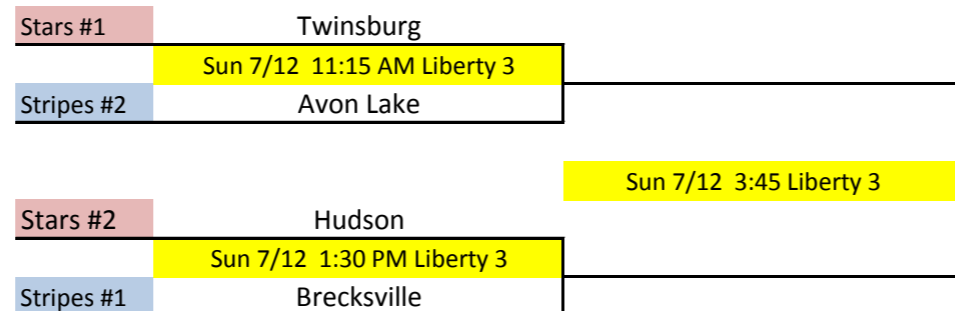 Stars #1 Twinsburg
Sun 7/12 11:15 AM Liberty 3
Stripes #2 Avon Lake
Sun 7/12 3:45 Liberty 3
Stars #2 Hudson
Sun 7/12 1:30 PM Liberty 3
Stripes #1 Brecksville